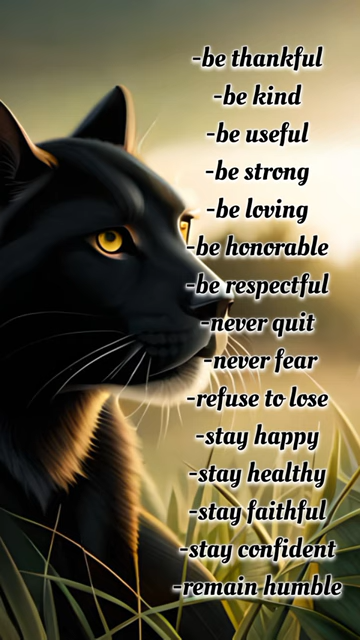 -be thankful
-be kind
-be useful
-be strong
-be loving
-be honorable
-be respectful
-never quit
-never fear
-refuse to lose
-stay happy
-stay healthy
-stay faithful
-stay confident
-remain humble